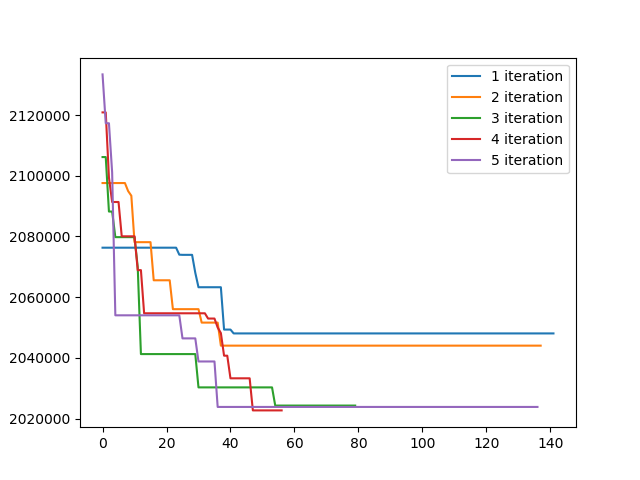 1 iteration
2 iteration
3 iteration
4 iteration
5 iteration
2120000
2100000
2080000
2060000
2040000
2020000
0 20 40 60 80 100 120 140